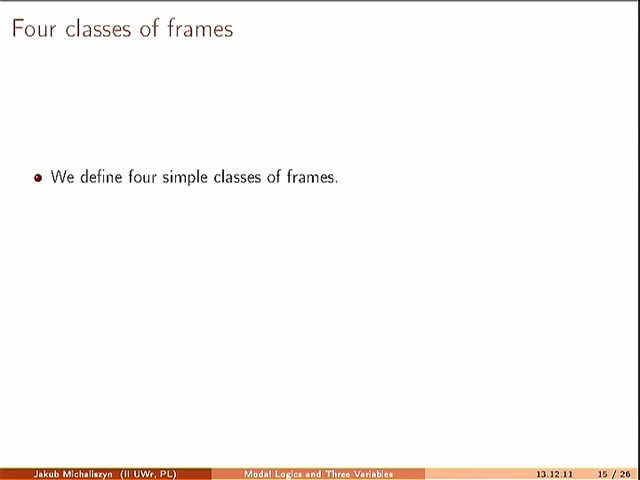 Four classes of frames
We define four simple classes of frames.
Jakub Michaliszyn (II UWr, PL) Modal Logics and Three Variables 13.12.11 15 / 26